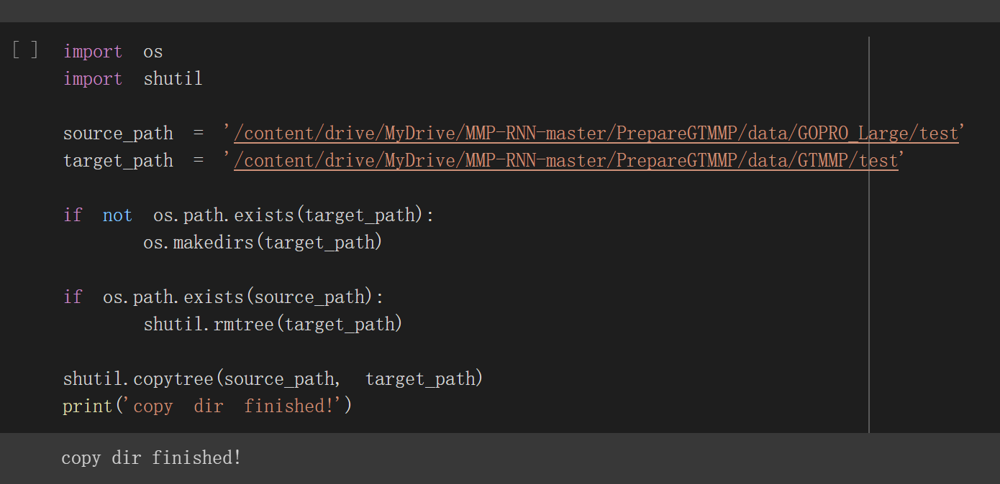 [ ] import os
import shutil
source_path = '/content/drive/MyDrive/MMP-RNN-master/PrepareGTMMP/data/GOPRO_Large/test'
target_path = '/content/drive/MyDrive/MMP-RNN-master/PrepareGTMMP/data/GTMMP/test'
if not os.path.exists(target_path):
os.makedirs(target_path)
if os.path.exists(source_path):
shutil.rmtree(target_path)
shutil.copytree(source_path, target_path)
print('copy dir finished!')
copy dir finished!